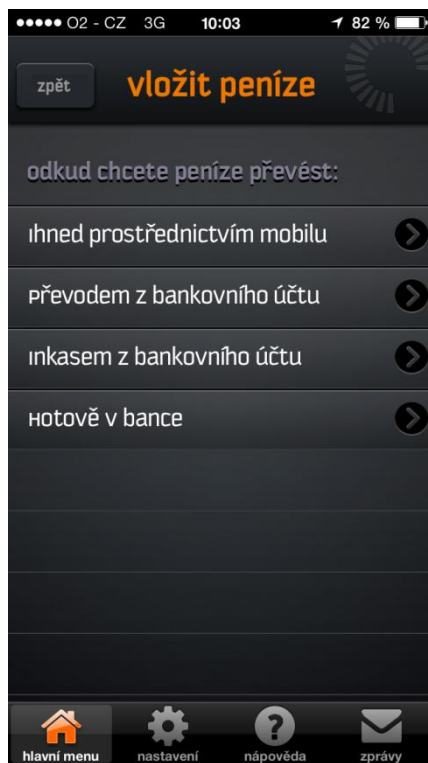 O2 - CZ 3G 10:03 82 %
zpět vložit peníze
odkud chcete peníze převést:
Ihned prostřednictvím mobilu
Převodem z bankovního účtu
Inkasem z bankovního účtu
Hotově v bance
hlavní menu nastavení nápověda zprávy